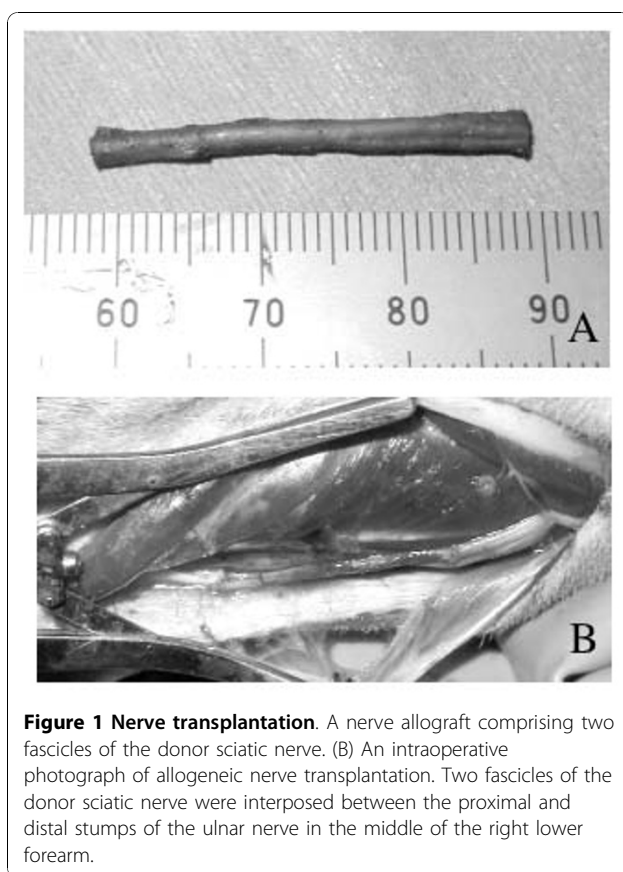 60 70 80 90 A
B
Figure 1 Nerve transplantation. A nerve allograft comprising two
fascicles of the donor sciatic nerve. (B) An intraoperative
photograph of allogeneic nerve transplantation. Two fascicles of the
donor sciatic nerve were interposed between the proximal and
distal stumps of the ulnar nerve in the middle of the right lower
forearm.